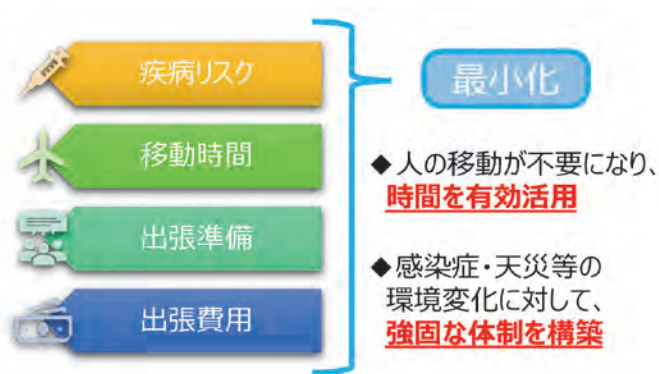 疾病リスク
移動時間
出張準備
出張費用
最小化
◆人の移動が不要になり、
時間を有効活用
◆感染症・天災等の
環境変化に対して、
強固な体制を構築